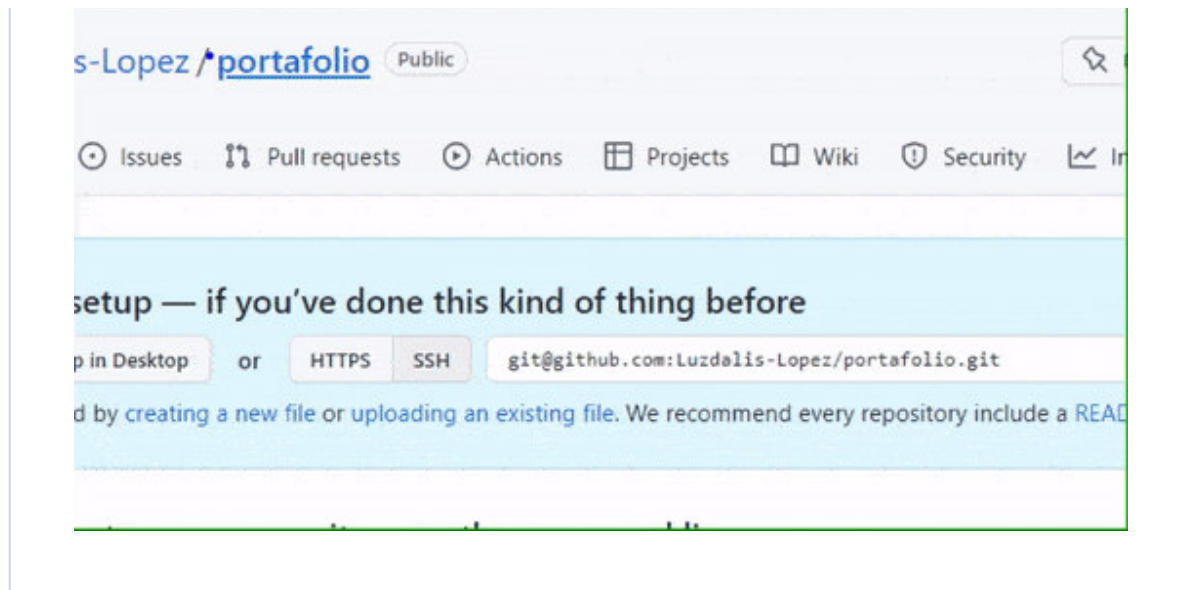 s-Lopez / portafolio Public
Issues Pull requests Actions Projects Wiki Security
setup — if you've done this kind of thing before
in Desktop or HTTPS SSH git@github.com:Luzdalis-Lopez/portafolio.git
d by creating a new file or uploading an existing file. We recommend every repository include a READ